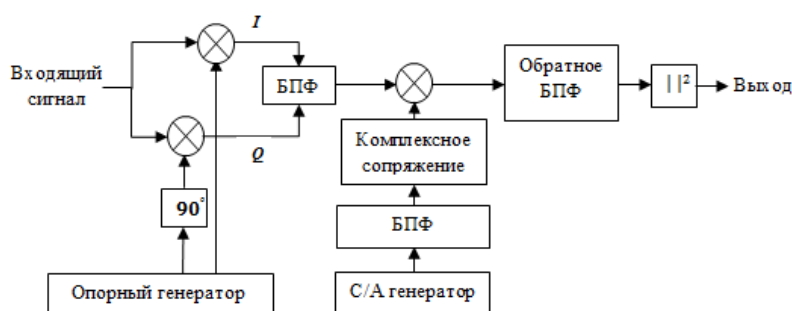 I
Входящий
сигнал
БПФ
Обратное
БПФ
||²
Выход
Q
Комплексное
сопряжение
90°
БПФ
Опорный генератор
С/А генератор